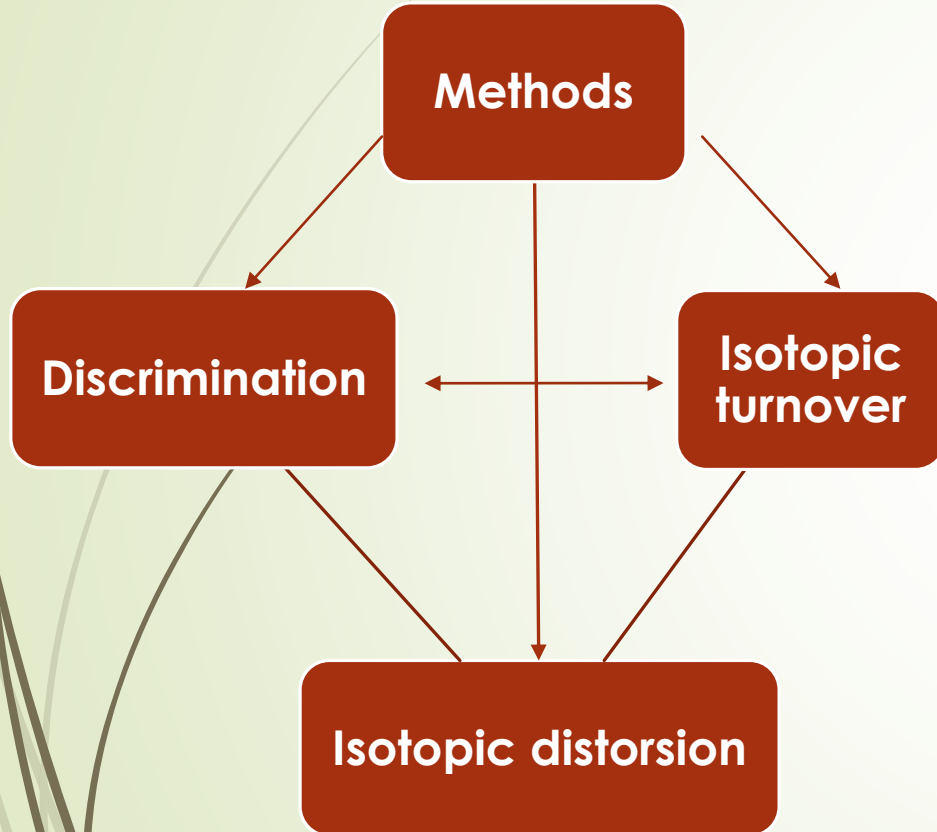 Methods
Discrimination
Isotopic
turnover
Isotopic distorsion